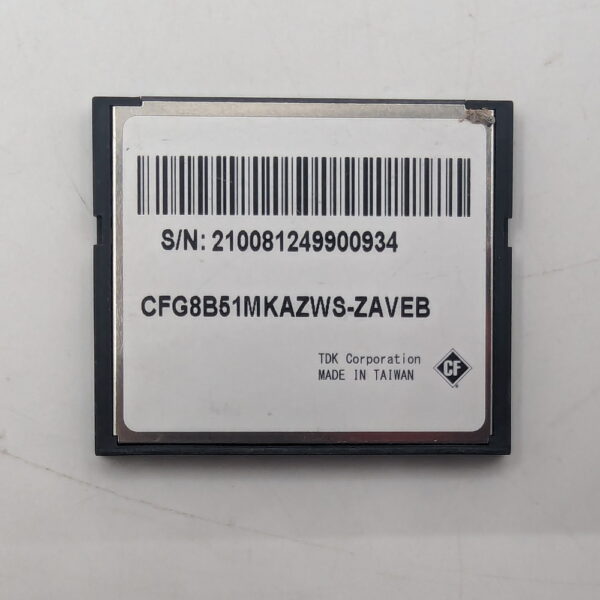 S/N: 210081249900934
CFG8B51MKAZWS-ZAVEB
TDK Corporation
MADE IN TAIWAN
CF